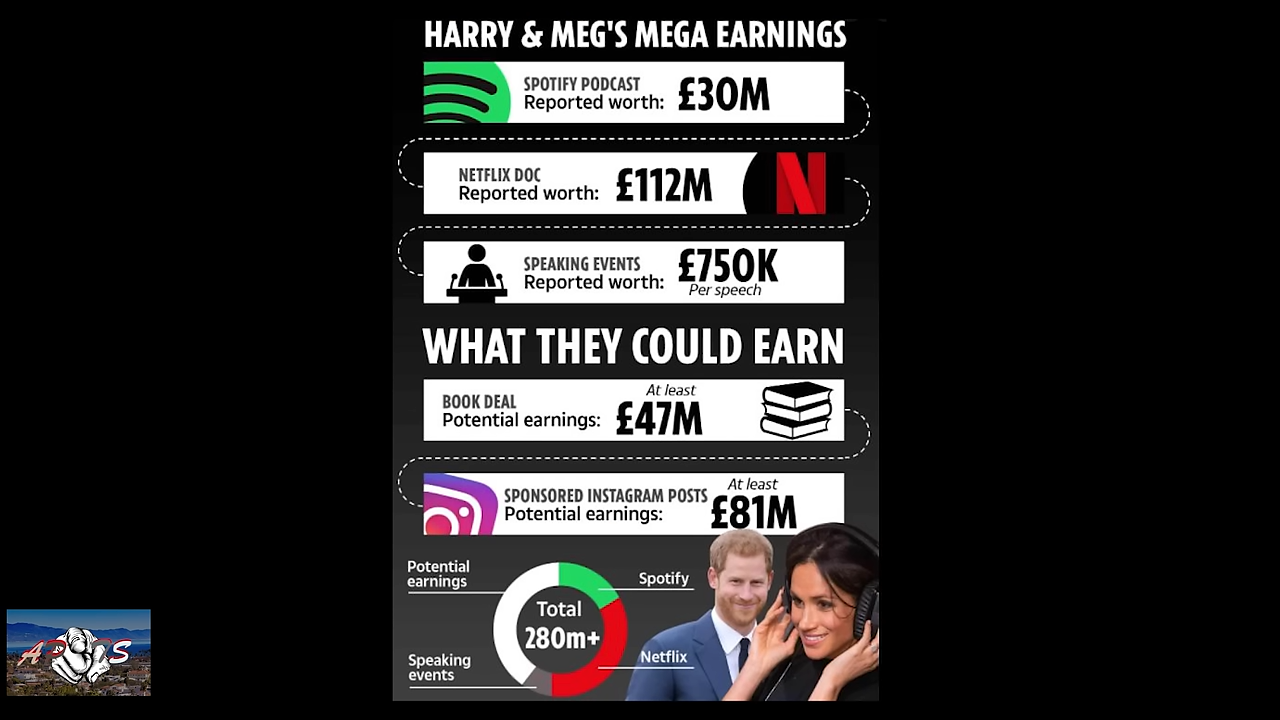 HARRY & MEG'S MEGA EARNINGS
SPOTIFY PODCAST
Reported worth: £30M
NETFLIX DOC
Reported worth: £112M
N
SPEAKING EVENTS
Reported worth: £750K
Per speech
WHAT THEY COULD EARN
BOOK DEAL
Potential earnings: At least
£47M
SPONSORED INSTAGRAM POSTS
Potential earnings: At least
£81M
Potential
earnings
Spotify
Total
280m+
Speaking
events
Netflix